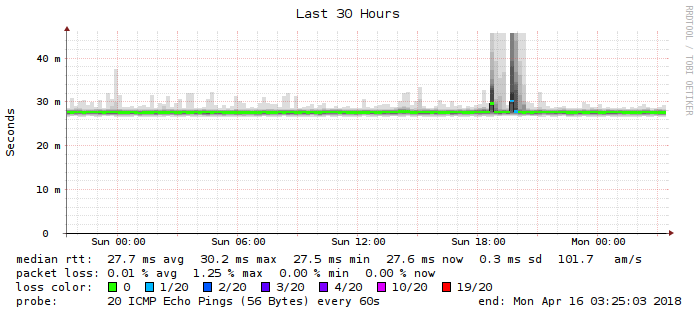 Last 30 Hours
RRDTOOL / TOBI OETIKER
Seconds
40 m
30 m
20 m
10 m
0
Sun 00:00 Sun 06:00 Sun 12:00 Sun 18:00 Mon 00:00
median rtt: 27.7 ms avg 30.2 ms max 27.5 ms min 27.6 ms now 0.3 ms sd 101.7 am/s
packet loss: 0.01 % avg 1.25 % max 0.00 % min 0.00 % now
loss color: 0 1/20 2/20 3/20 4/20 10/20 19/20
probe: 20 ICMP Echo Pings (56 Bytes) every 60s end: Mon Apr 16 03:25:03 2018